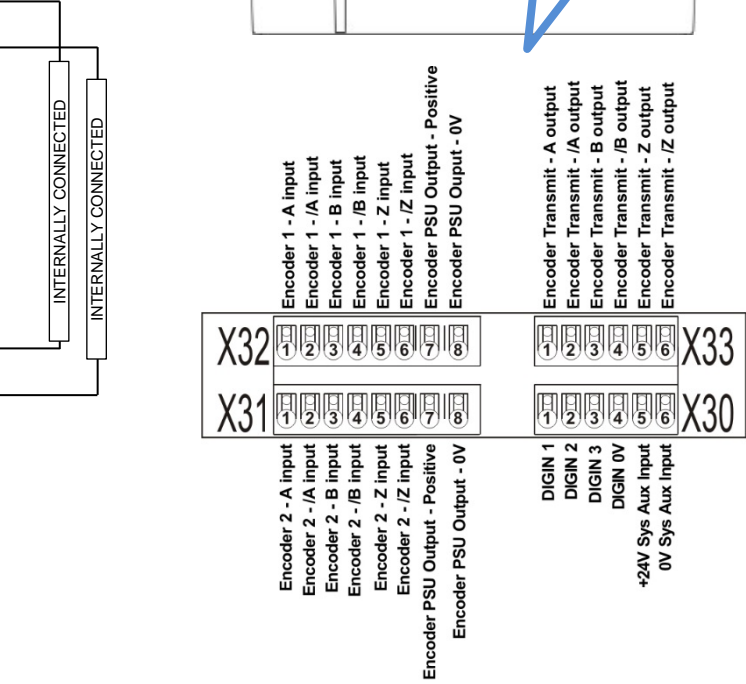 INTERNALLY CONNECTED
INTERNALLY CONNECTED
Encoder 1 - A input
Encoder 1 - /A input
Encoder 1 - B input
Encoder 1 - /B input
Encoder 1 - Z input
Encoder 1 - /Z input
Encoder PSU Output - Positive
Encoder PSU Ouput - 0V
Encoder Transmit - A output
Encoder Transmit - /A output
Encoder Transmit - B output
Encoder Transmit - /B output
Encoder Transmit - Z output
Encoder Transmit - /Z output
X32 1 2 3 4 5 6 7 8
1 2 3 4 5 6 X33
X31 1 2 3 4 5 6 7 8
1 2 3 4 5 6 X30
Encoder 2 - A input
Encoder 2 - /A input
Encoder 2 - B input
Encoder 2 - /B input
Encoder 2 - Z input
Encoder 2 - /Z input
Encoder PSU Output - Positive
Encoder PSU Output - 0V
DIGIN 1
DIGIN 2
DIGIN 3
DIGIN 0V
+24V Sys Aux Input
0V Sys Aux Input